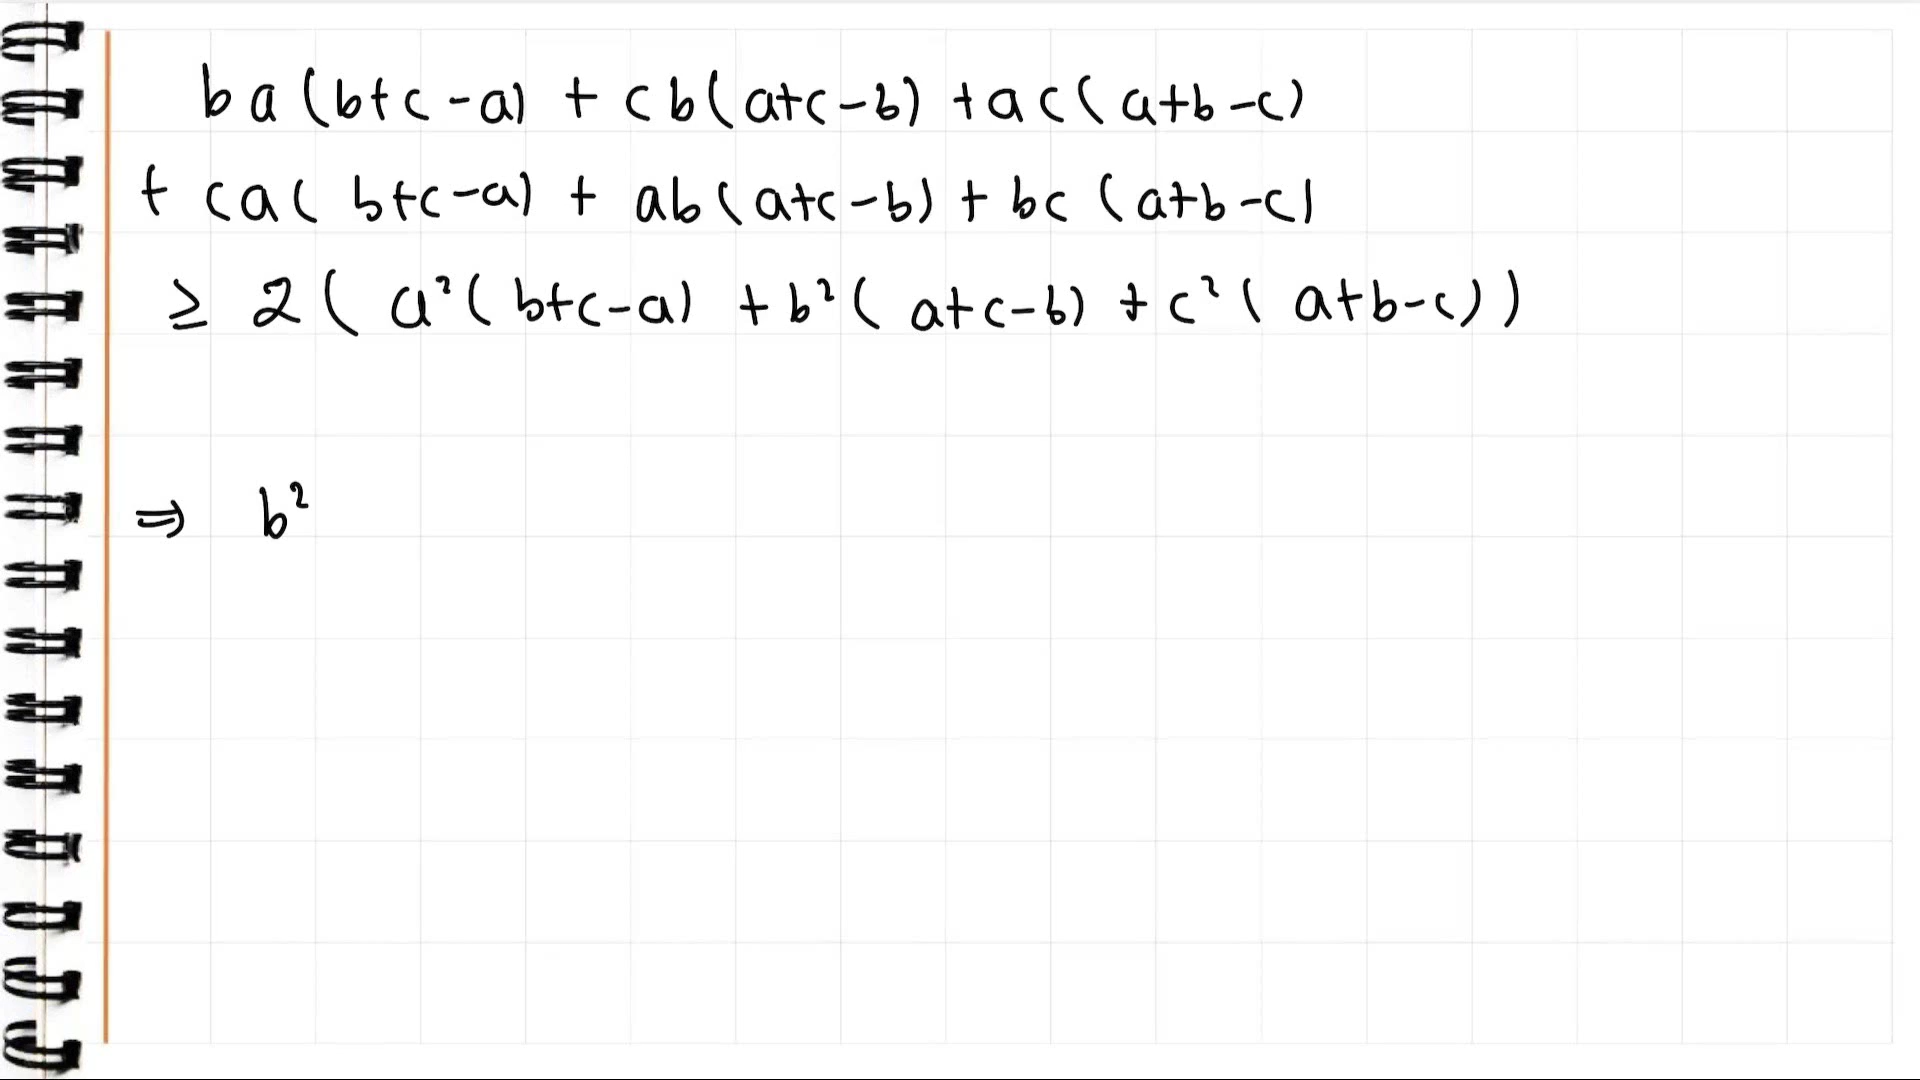 ba(b+c-a) + cb(a+c-b) + ac(a+b-c)
+ ca(b+c-a) + ab(a+c-b) + bc(a+b-c)
≥ 2(a²(b+c-a) + b²(a+c-b) + c²(a+b-c))
⇒ b²